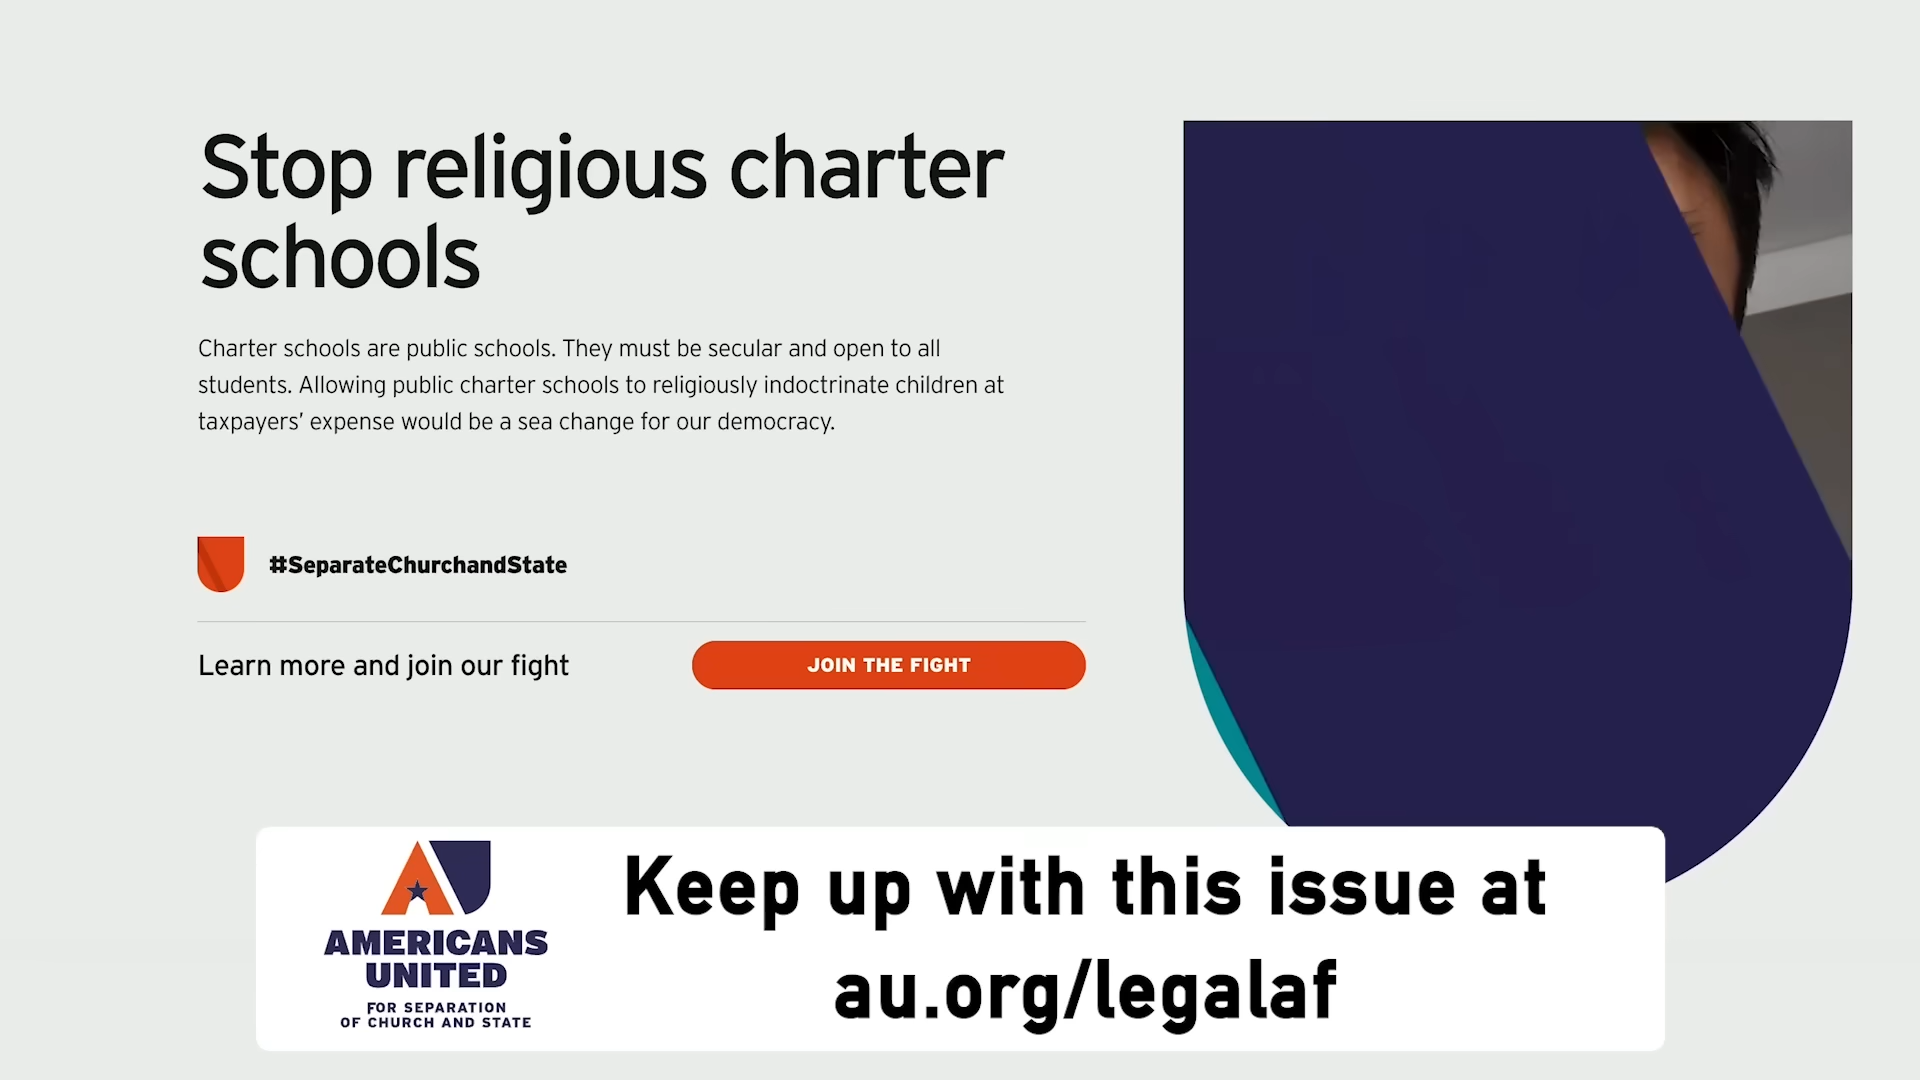 Stop religious charter
schools
Charter schools are public schools. They must be secular and open to all
students. Allowing public charter schools to religiously indoctrinate children at
taxpayers’ expense would be a sea change for our democracy.
#SeparateChurchandState
Learn more and join our fight
JOIN THE FIGHT
AMERICANS
UNITED
FOR SEPARATION
OF CHURCH AND STATE
Keep up with this issue at
au.org/legalaf